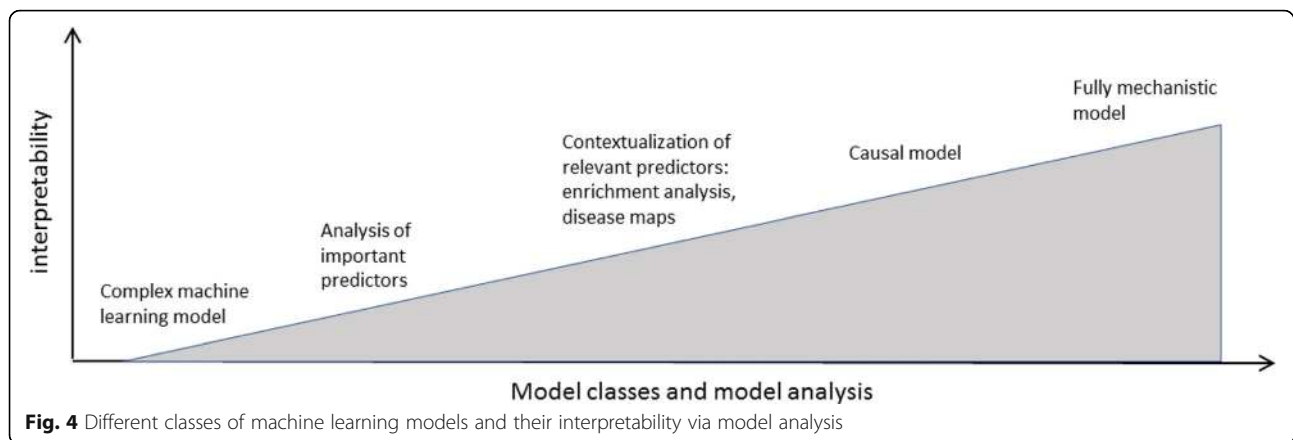 interpretability
Complex machine
learning model
Analysis of
important
predictors
Contextualization of
relevant predictors:
enrichment analysis,
disease maps
Causal model
Fully mechanistic
model
Model classes and model analysis
Fig. 4 Different classes of machine learning models and their interpretability via model analysis